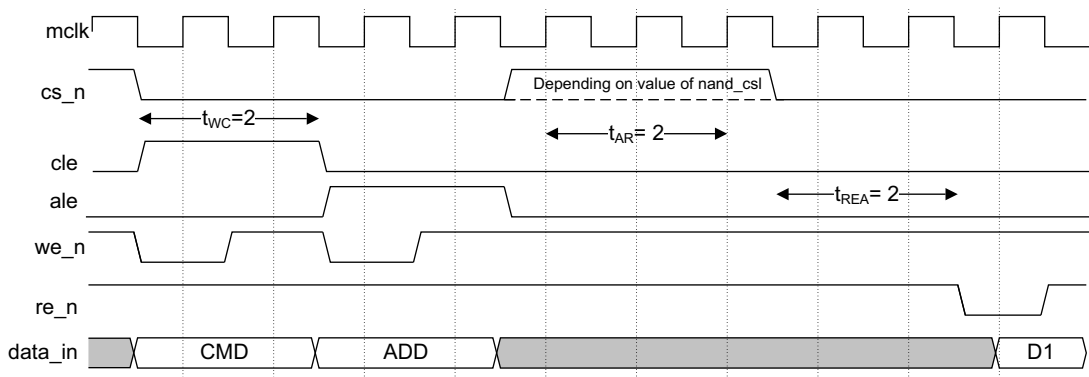 mclk
cs_n
Depending on value of nand_csl
tWC=2
tAR= 2
cle
ale
tREA= 2
we_n
re_n
data_in
CMD
ADD
D1